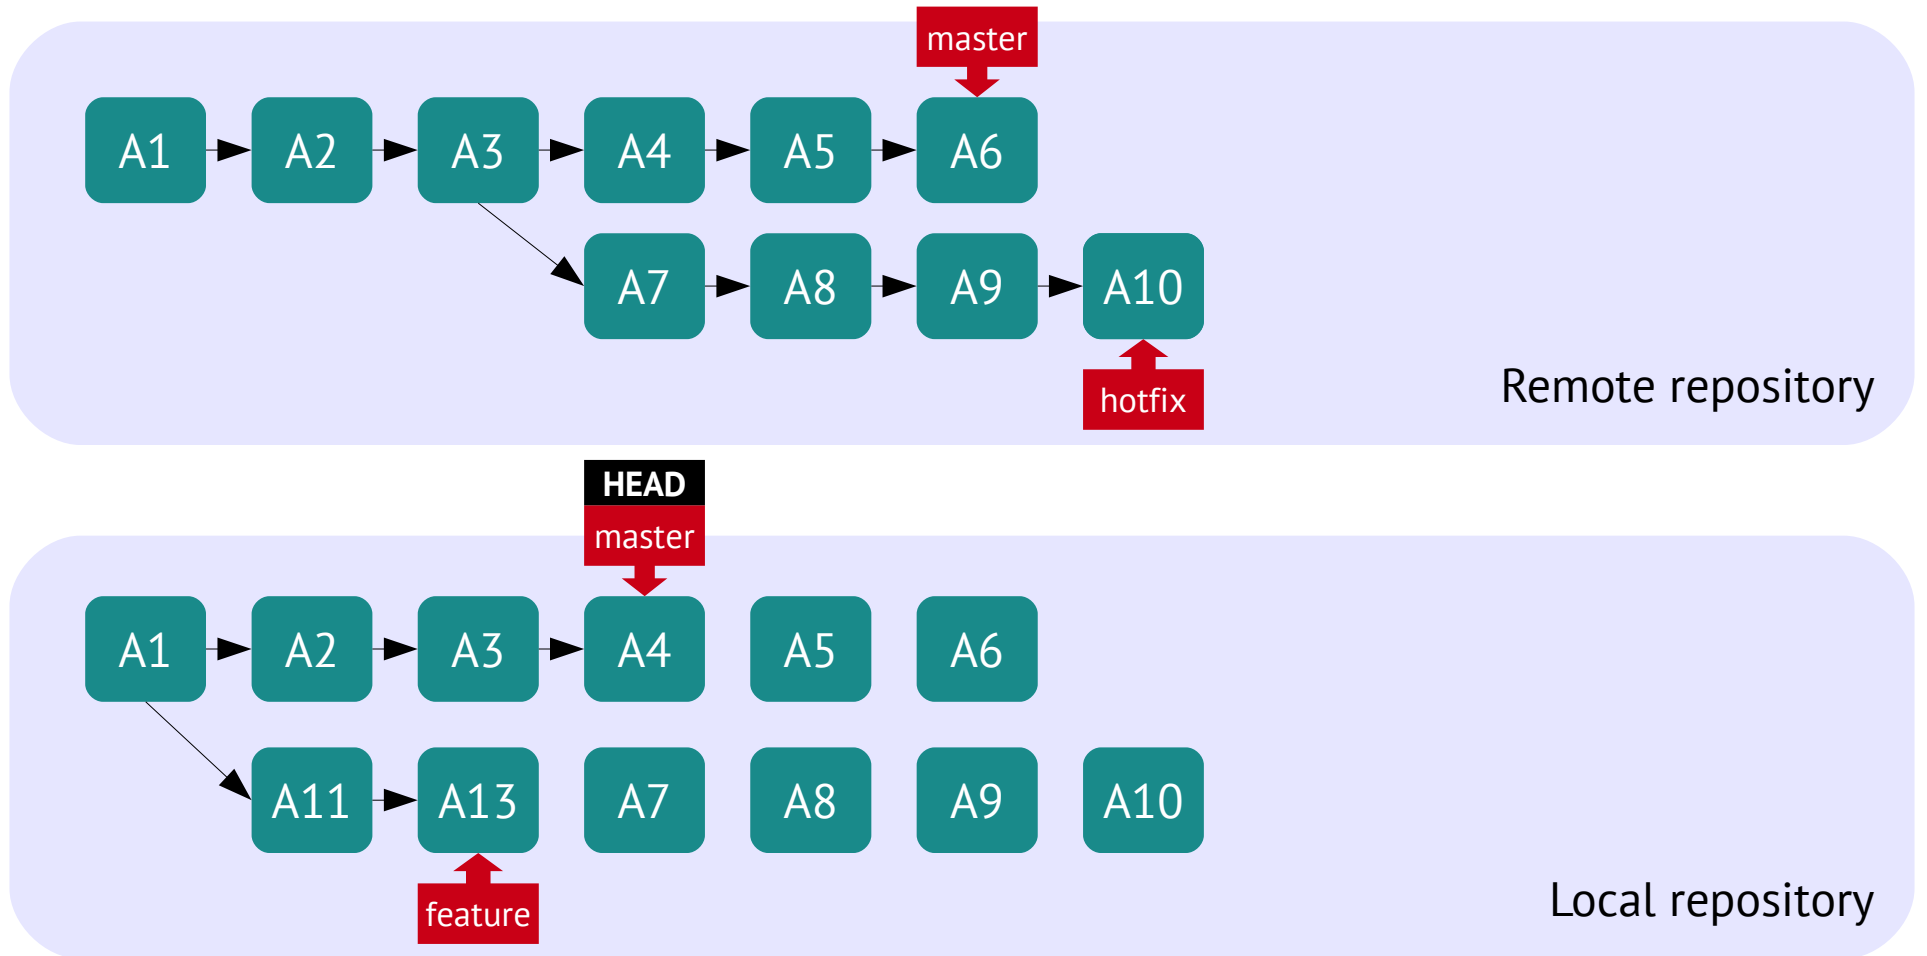 master
A1 A2 A3 A4 A5 A6
A7 A8 A9 A10
hotfix
Remote repository
HEAD
master
A1 A2 A3 A4 A5 A6
A11 A13 A7 A8 A9 A10
feature
Local repository